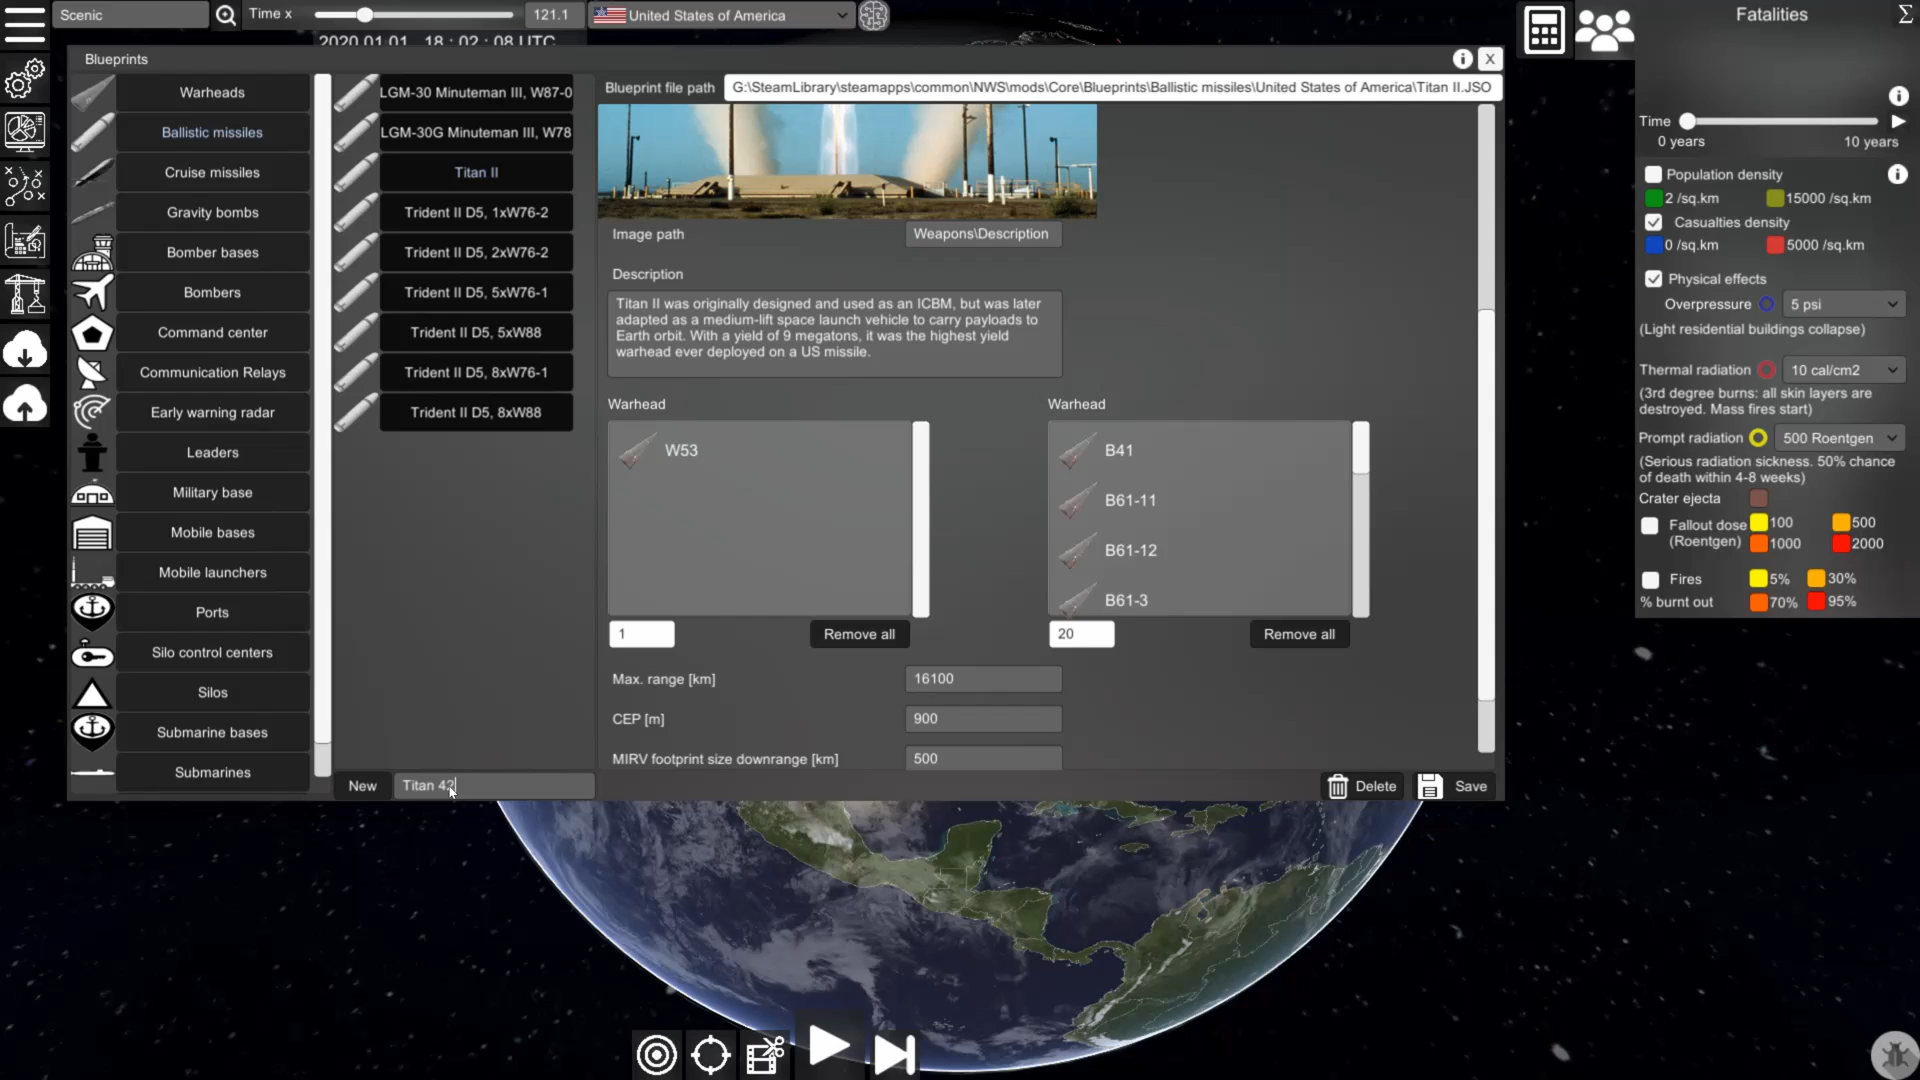 Scenic
Time x
121.1
United States of America
2020.01.01 18 : 02 : 08 UTC
Blueprints
i
X
Warheads
Ballistic missiles
Cruise missiles
Gravity bombs
Bomber bases
Bombers
Command center
Communication Relays
Early warning radar
Leaders
Military base
Mobile bases
Mobile launchers
Ports
Silo control centers
Silos
Submarine bases
Submarines
LGM-30 Minuteman III, W87-0
LGM-30G Minuteman III, W78
Titan II
Trident II D5, 1xW76-2
Trident II D5, 2xW76-2
Trident II D5, 5xW76-1
Trident II D5, 5xW88
Trident II D5, 8xW76-1
Trident II D5, 8xW88
New
Titan 42
Blueprint file path
G:\SteamLibrary\steamapps\common\NWS\mods\Core\Blueprints\Ballistic missiles\United States of America\Titan II.JSO
Image path
Weapons\Description
Description
Titan II was originally designed and used as an ICBM, but was later
adapted as a medium-lift space launch vehicle to carry payloads to
Earth orbit. With a yield of 9 megatons, it was the highest yield
warhead ever deployed on a US missile.
Warhead
W53
1
Remove all
Warhead
B41
B61-11
B61-12
B61-3
20
Remove all
Max. range [km]
16100
CEP [m]
900
MIRV footprint size downrange [km]
500
Delete
Save
Fatalities
Σ
i
Time
0 years
10 years
Population density
i
2 /sq.km
15000 /sq.km
Casualties density
0 /sq.km
5000 /sq.km
Physical effects
Overpressure
5 psi
(Light residential buildings collapse)
Thermal radiation
10 cal/cm2
(3rd degree burns: all skin layers are
destroyed. Mass fires start)
Prompt radiation
500 Roentgen
(Serious radiation sickness. 50% chance
of death within 4-8 weeks)
Crater ejecta
Fallout dose
(Roentgen)
100
500
1000
2000
Fires
% burnt out
5%
30%
70%
95%